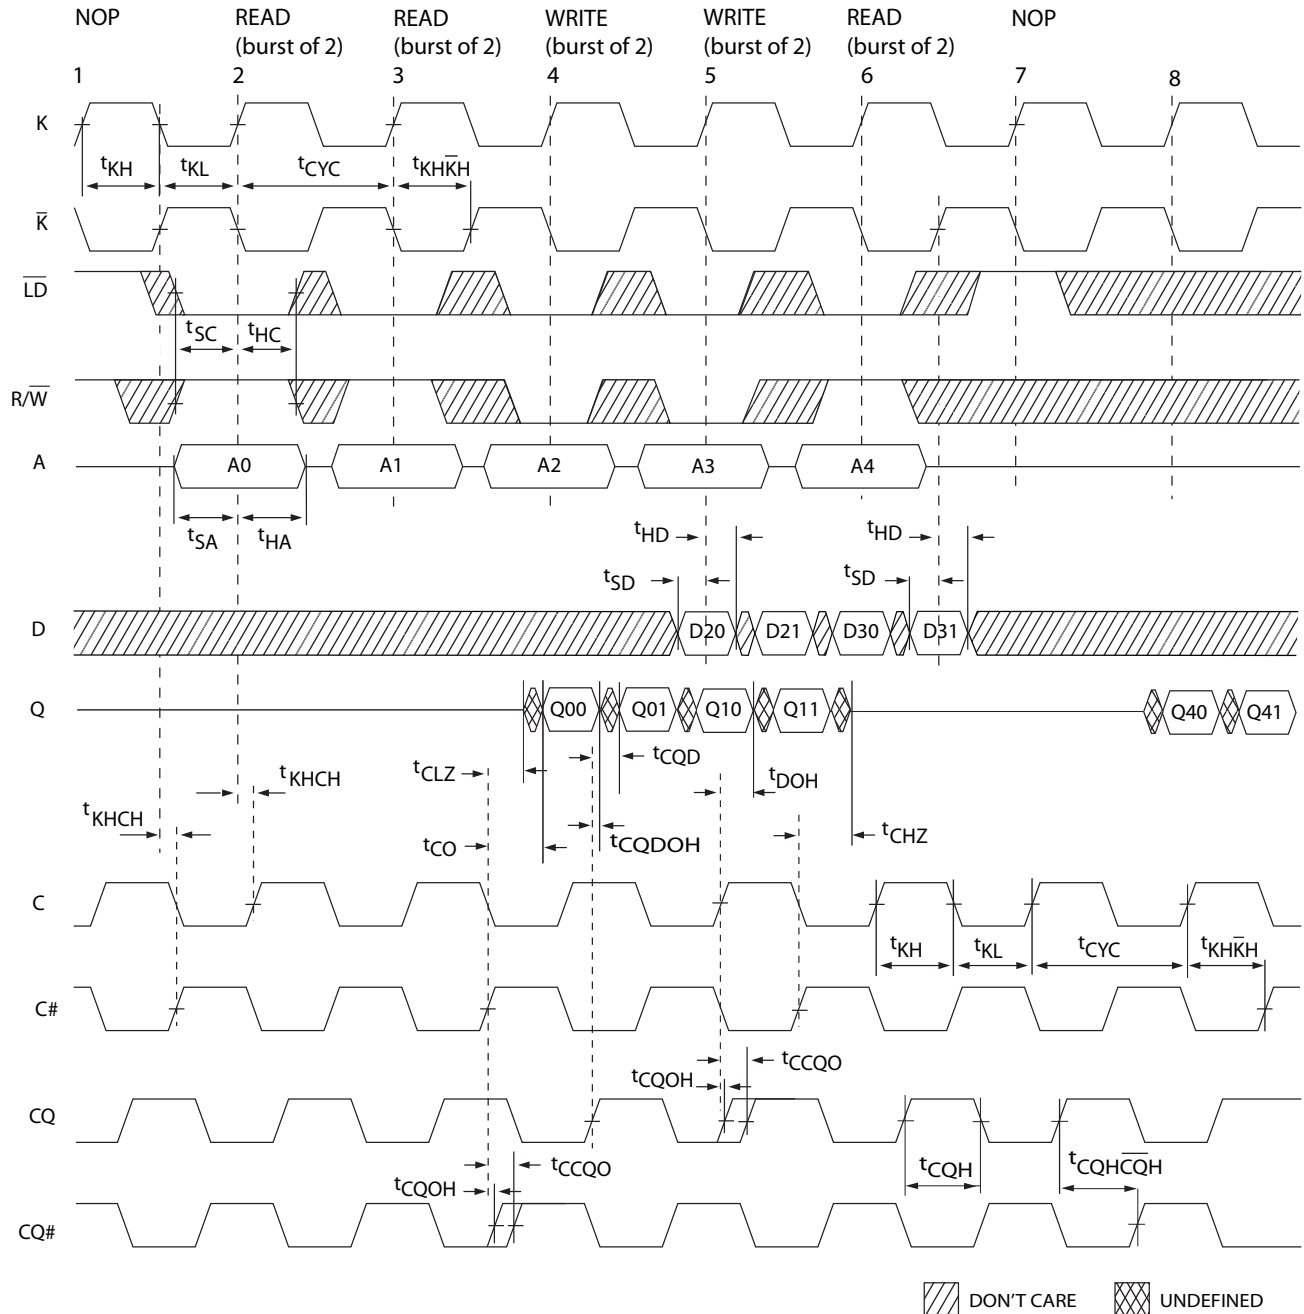 NOP READ READ WRITE WRITE READ NOP
(burst of 2) (burst of 2) (burst of 2) (burst of 2) (burst of 2)
1 2 3 4 5 6 7 8
K
tKH tKL tCYC tKHK̅H
K̅
L̅D̅
tSC tHC
R/W̅
A A0 A1 A2 A3 A4
tSA tHA
tHD tHD
tSD tSD
D D20 D21 D30 D31
Q Q00 Q01 Q10 Q11 Q40 Q41
tCQD
tCLZ tDOH
tKHCH
tKHCH
tCO tCQDOH tCHZ
C
tKH tKL tCYC tKHK̅H
C#
tCCQO
tCQOH
CQ
tCCQO tCQH tCQHC̅Q̅H
tCQOH
CQ#
DON'T CARE UNDEFINED